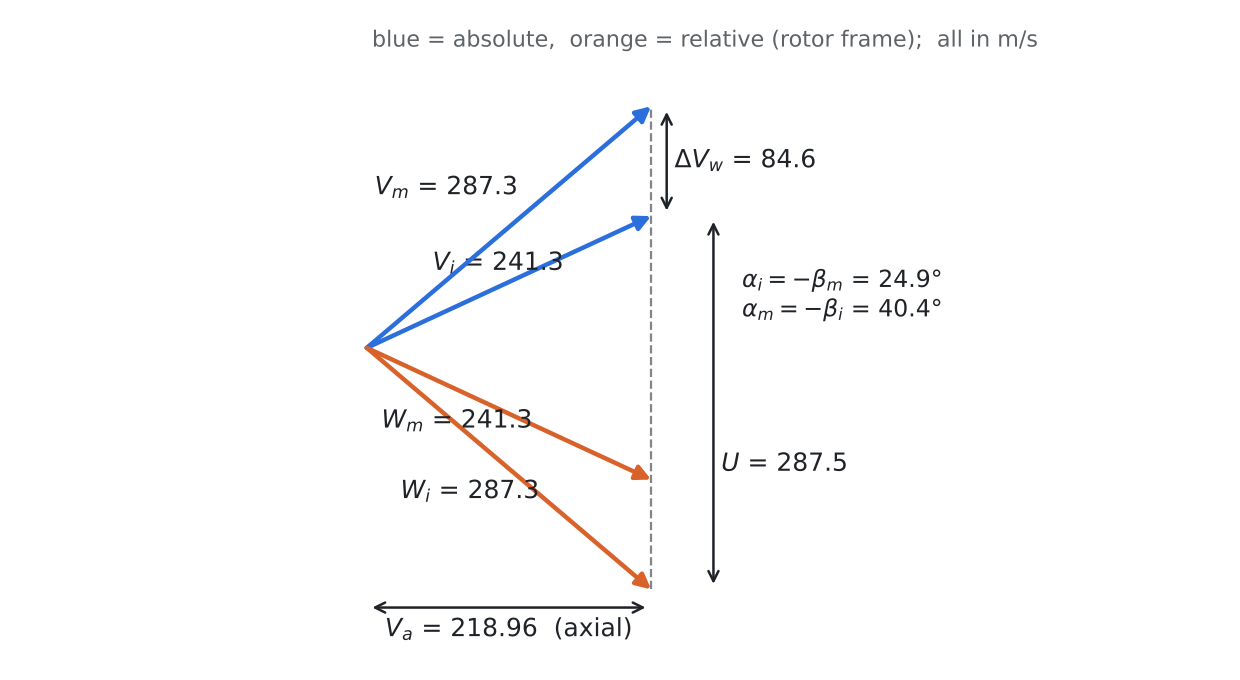 blue = absolute,  orange = relative (rotor frame);  all in m/s
ΔV_w = 84.6
V_m = 287.3
V_i = 241.3
α_i = −β_m = 24.9°
α_m = −β_i = 40.4°
W_m = 241.3
U = 287.5
W_i = 287.3
V_a = 218.96  (axial)